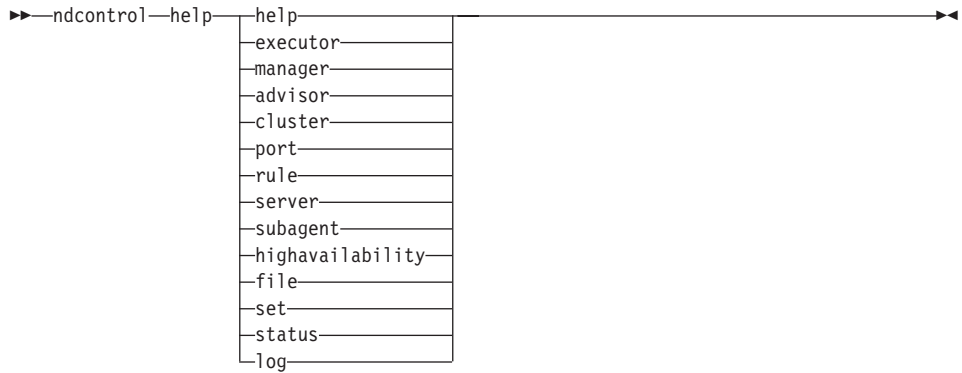 ndcontrol help help
executor
manager
advisor
cluster
port
rule
server
subagent
highavailability
file
set
status
log